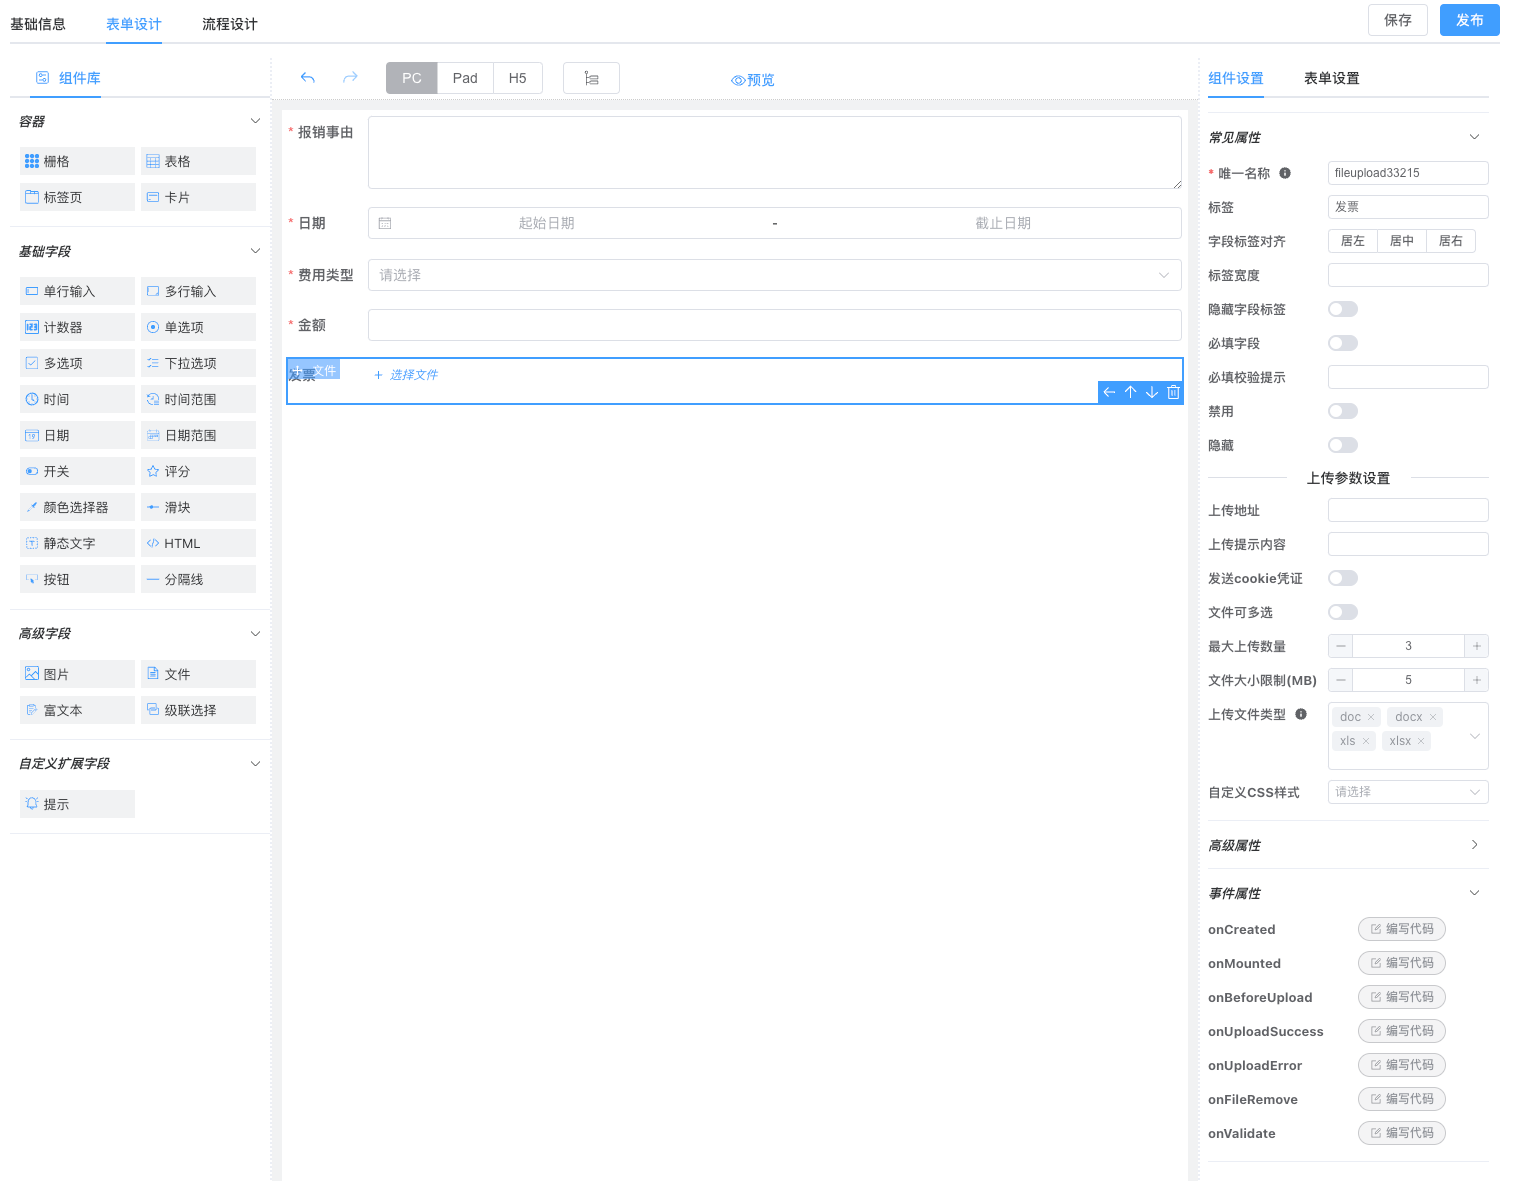 基础信息
表单设计
流程设计
保存
发布
组件库
容器
栅格
表格
标签页
卡片
基础字段
单行输入
多行输入
计数器
单选项
多选项
下拉选项
时间
时间范围
日期
日期范围
开关
评分
颜色选择器
滑块
静态文字
HTML
按钮
分隔线
高级字段
图片
文件
富文本
级联选择
自定义扩展字段
提示
PC
Pad
H5
预览
* 报销事由
* 日期
起始日期
-
截止日期
* 费用类型
请选择
* 金额
发票
文件
+ 选择文件
组件设置
表单设置
常见属性
* 唯一名称
fileupload33215
标签
发票
字段标签对齐
居左
居中
居右
标签宽度
隐藏字段标签
必填字段
必填校验提示
禁用
隐藏
上传参数设置
上传地址
上传提示内容
发送cookie凭证
文件可多选
最大上传数量
3
文件大小限制(MB)
5
上传文件类型
doc
docx
xls
xlsx
自定义CSS样式
请选择
高级属性
事件属性
onCreated
编写代码
onMounted
编写代码
onBeforeUpload
编写代码
onUploadSuccess
编写代码
onUploadError
编写代码
onFileRemove
编写代码
onValidate
编写代码